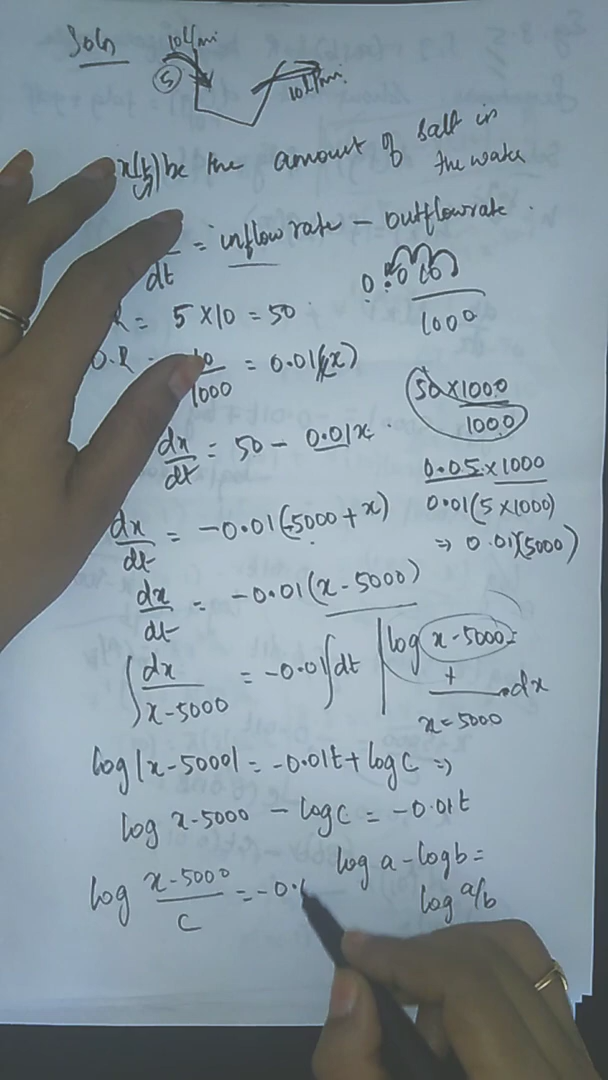 Soln
10L/mi
5
10L/min
x(t) be the amount of salt in
the water
dt = inflow rate - outflow rate.
0.010
1000
R = 5 × 10 = 50
O.R 10/1000 = 0.01(x)
50 × 1000
1000
dx/dt = 50 - 0.01x.
0.05 × 1000
0.01(5 × 1000)
⇒ 0.01(5000)
dx/dt = -0.01(-5000 + x)
dx/dt = -0.01(x - 5000)
∫ dx/x-5000 = -0.01 ∫dt
log x-5000 =
+ dx
x = 5000
log|x-5000| = -0.01t + log C ⇒
log x-5000 - log C = -0.01t
log a - log b =
log a/b
log x-5000/C = -0.